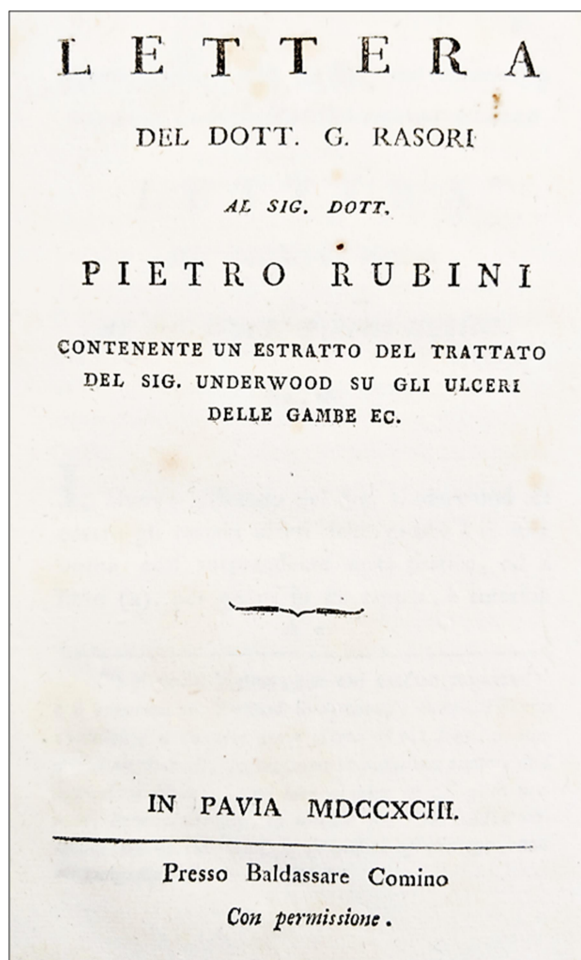 LETTERA
DEL DOTT. G. RASORI
AL SIG. DOTT.
PIETRO RUBINI
CONTENENTE UN ESTRATTO DEL TRATTATO
DEL SIG. UNDERWOOD SU GLI ULCERI
DELLE GAMBE EC.
IN PAVIA MDCCXCIII.
Presso Baldassare Comino
Con permissione.